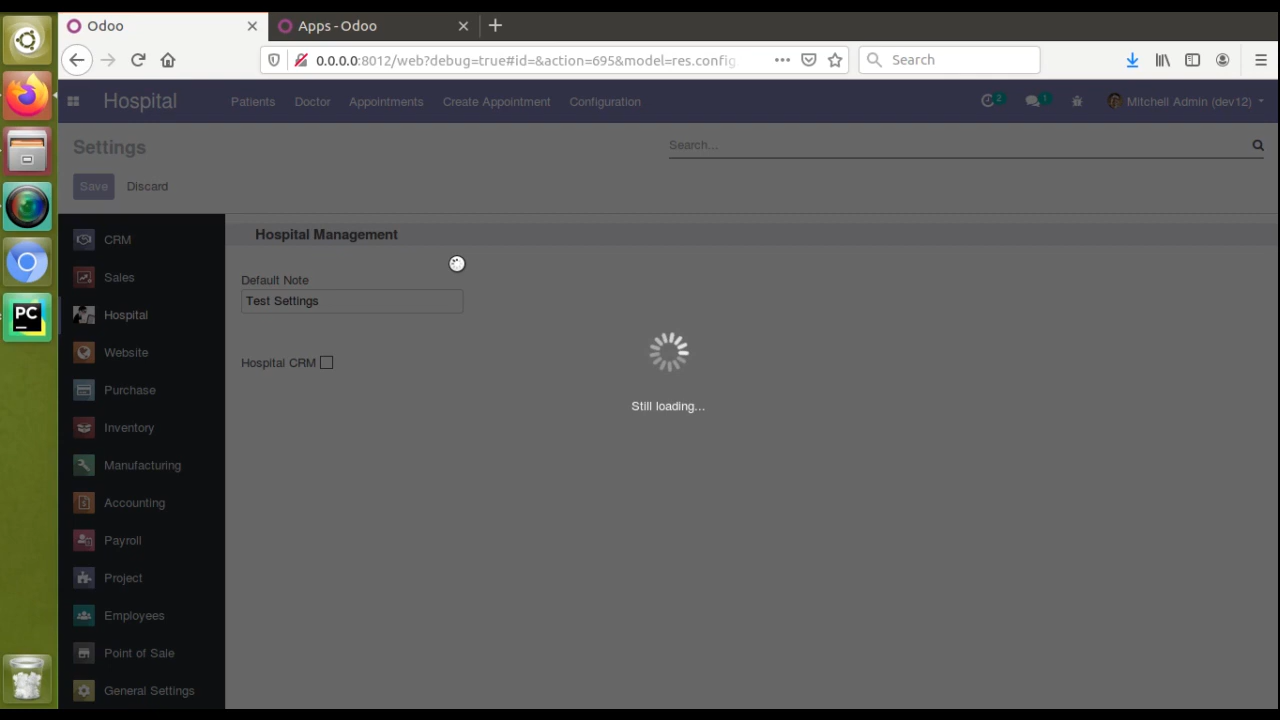 Odoo
Apps - Odoo
0.0.0.0:8012/web?debug=true#id=&action=695&model=res.config
Search
Hospital
Patients
Doctor
Appointments
Create Appointment
Configuration
2
1
Mitchell Admin (dev12)
Settings
Search...
Save
Discard
CRM
Sales
Hospital
Website
Purchase
Inventory
Manufacturing
Accounting
Payroll
Project
Employees
Point of Sale
General Settings
Hospital Management
Default Note
Test Settings
Hospital CRM
Still loading...
PC